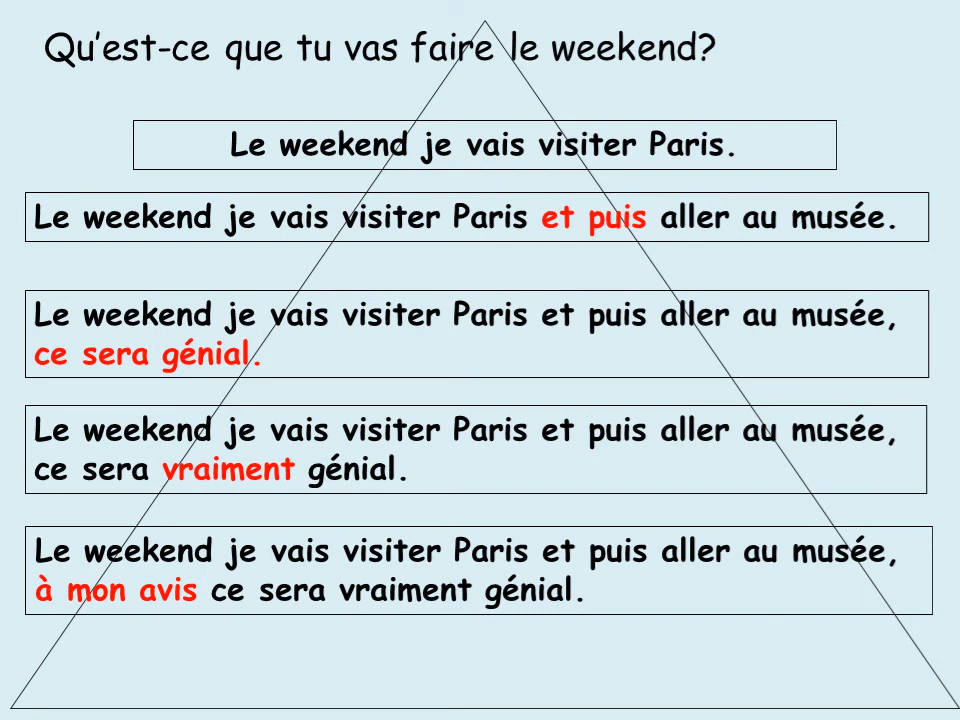 Qu’est-ce que tu vas faire le weekend?
Le weekend je vais visiter Paris.
Le weekend je vais visiter Paris et puis aller au musée.
Le weekend je vais visiter Paris et puis aller au musée,
ce sera génial.
Le weekend je vais visiter Paris et puis aller au musée,
ce sera vraiment génial.
Le weekend je vais visiter Paris et puis aller au musée,
à mon avis ce sera vraiment génial.